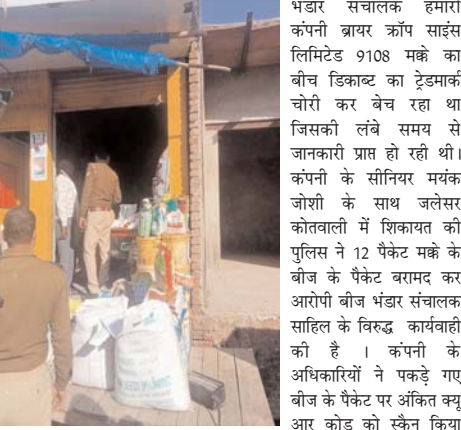 भंडार संचालक हमारी
कंपनी ब्रायर क्रॉप साइंस
लिमिटेड 9108 मक्के का
बीच डिकाब्ट का ट्रेडमार्क
चोरी कर बेच रहा था
जिसकी लंबे समय से
जानकारी प्राप्त हो रही थी।
कंपनी के सीनियर मयंक
जोशी के साथ जलेसर
कोतवाली में शिकायत की
पुलिस ने 12 पैकेट मक्के के
बीज के पैकेट बरामद कर
आरोपी बीज भंडार संचालक
साहिल के विरुद्ध कार्यवाही
की है । कंपनी के
अधिकारियों ने पकड़े गए
बीज के पैकेट पर अंकित क्यू
आर कोड को स्कैन किया